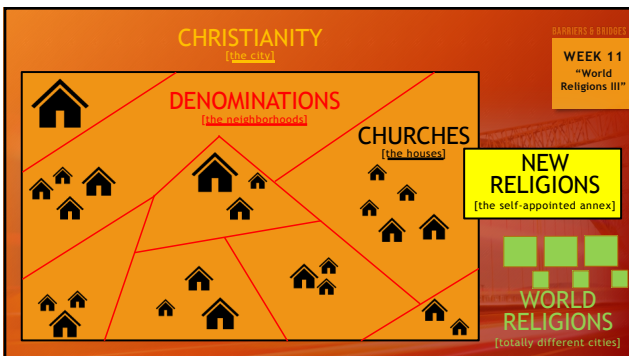 CHRISTIANITY
[the city]
BARRIERS & BRIDGES
WEEK 11
“World
Religions III”
DENOMINATIONS
[the neighborhoods]
CHURCHES
[the houses]
NEW
RELIGIONS
[the self-appointed annex]
WORLD
RELIGIONS
[totally different cities]